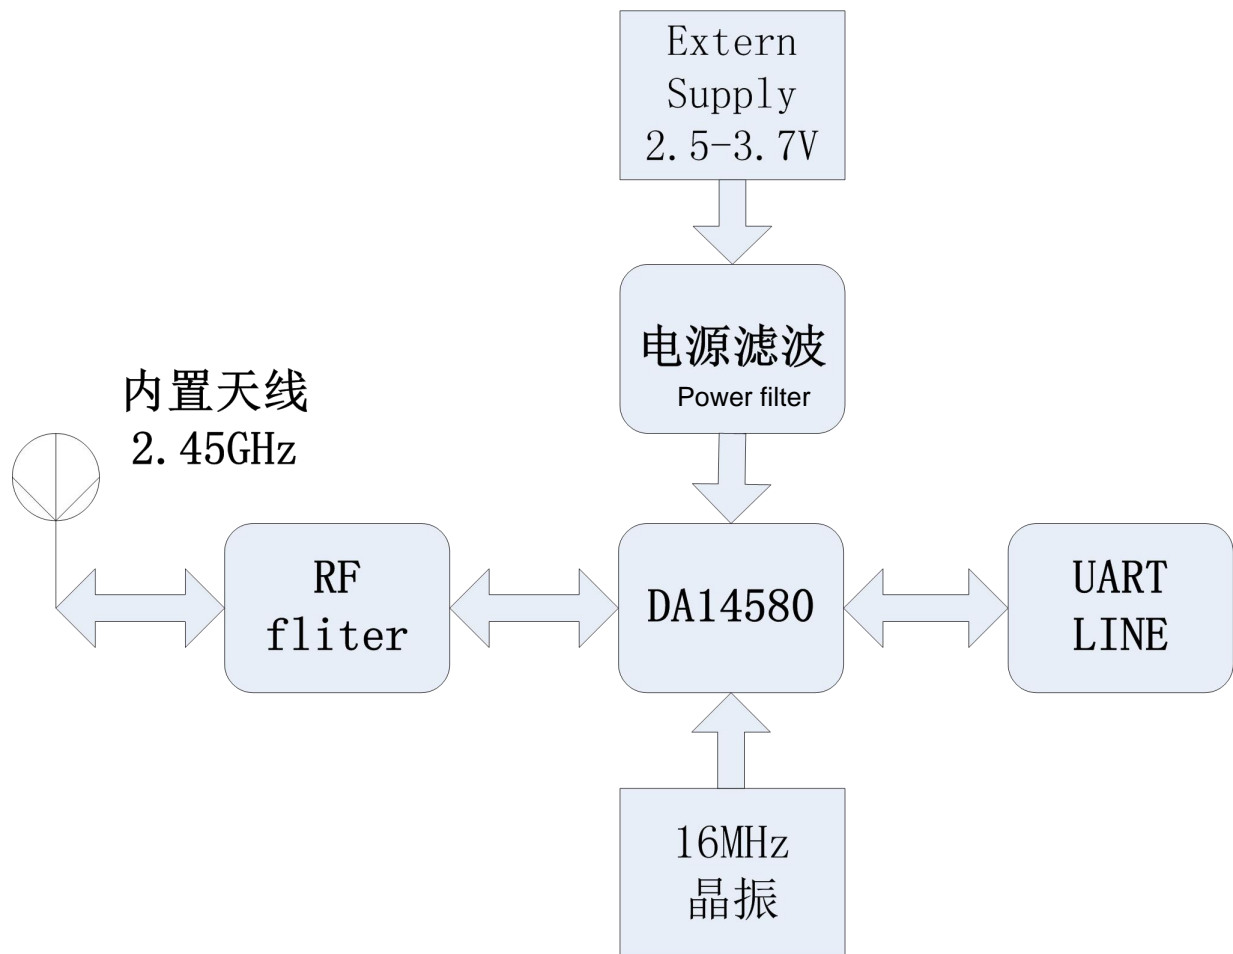 Extern
Supply
2.5-3.7V
电源滤波
Power filter
内置天线
2.45GHz
RF
fliter
DA14580
UART
LINE
16MHz
晶振